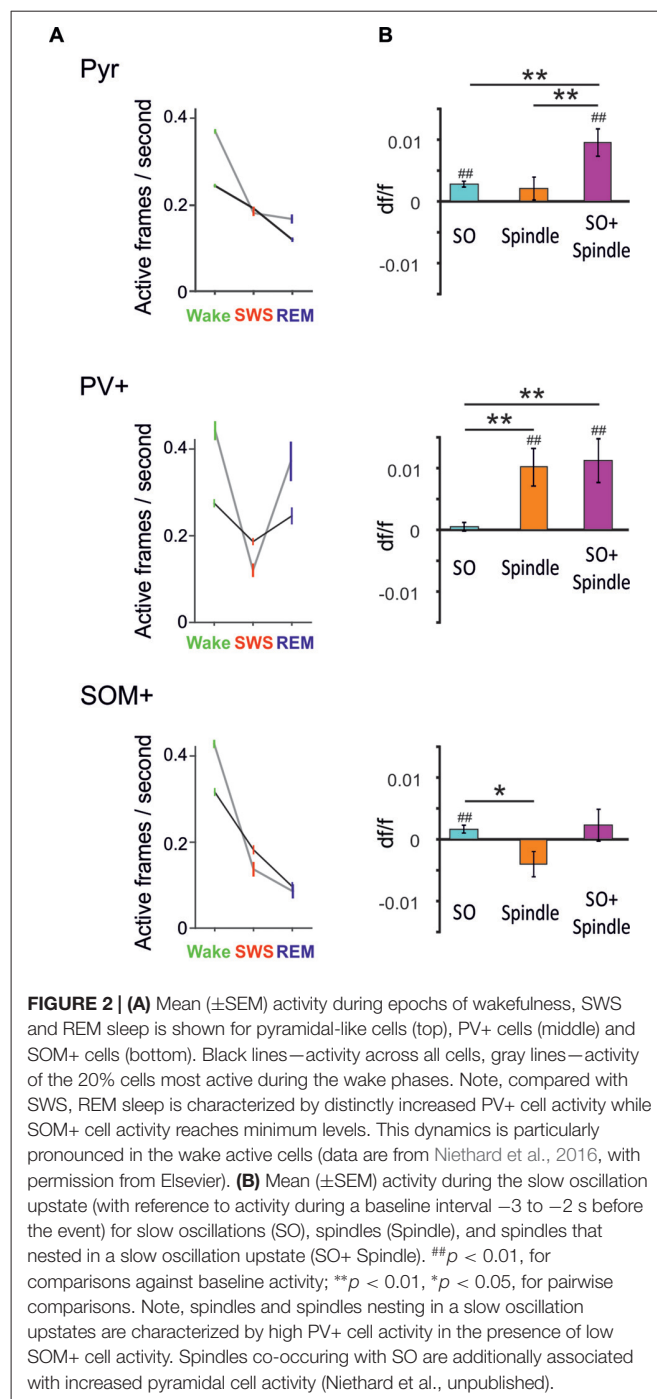 A
B
Pyr
Active frames / second
0.4
0.2
0
Wake SWS REM
df/f
0.01
0
-0.01
SO
Spindle
SO+
Spindle
##
##
**
**
PV+
Active frames / second
0.4
0.2
0
Wake SWS REM
df/f
0.01
0
-0.01
SO
Spindle
SO+
Spindle
##
##
**
**
SOM+
Active frames / second
0.4
0.2
0
Wake SWS REM
df/f
0.01
0
-0.01
SO
Spindle
SO+
Spindle
##
*
FIGURE 2 | (A) Mean (±SEM) activity during epochs of wakefulness, SWS
and REM sleep is shown for pyramidal-like cells (top), PV+ cells (middle) and
SOM+ cells (bottom). Black lines—activity across all cells, gray lines—activity
of the 20% cells most active during the wake phases. Note, compared with
SWS, REM sleep is characterized by distinctly increased PV+ cell activity while
SOM+ cell activity reaches minimum levels. This dynamics is particularly
pronounced in the wake active cells (data are from Niethard et al., 2016, with
permission from Elsevier). (B) Mean (±SEM) activity during the slow oscillation
upstate (with reference to activity during a baseline interval −3 to −2 s before
the event) for slow oscillations (SO), spindles (Spindle), and spindles that
nested in a slow oscillation upstate (SO+ Spindle). ##p < 0.01, for
comparisons against baseline activity; **p < 0.01, *p < 0.05, for pairwise
comparisons. Note, spindles and spindles nesting in a slow oscillation
upstates are characterized by high PV+ cell activity in the presence of low
SOM+ cell activity. Spindles co-occuring with SO are additionally associated
with increased pyramidal cell activity (Niethard et al., unpublished).